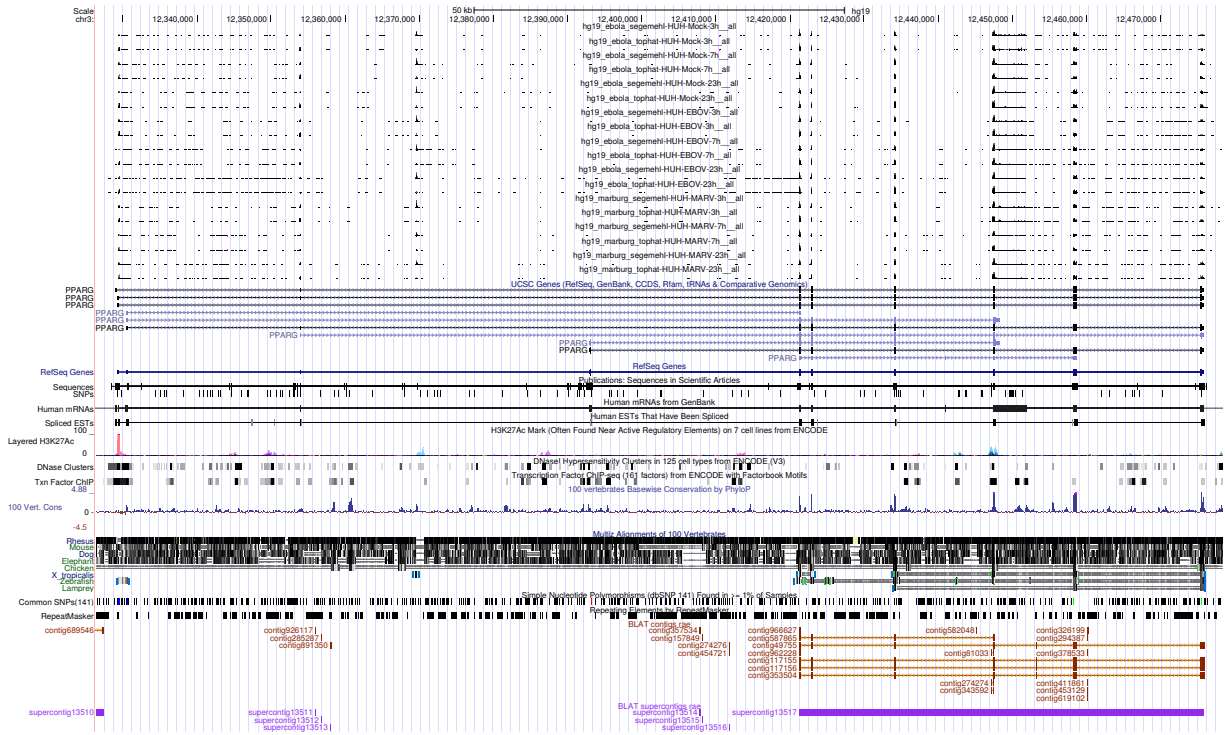 Scale 50 kb hg19
chr3: 12,340,000 12,350,000 12,360,000 12,370,000 12,380,000 12,390,000 12,400,000 12,410,000 12,420,000 12,430,000 12,440,000 12,450,000 12,460,000 12,470,000
hg19_ebola_segemehl-HUH-Mock-3h__all
hg19_ebola_tophat-HUH-Mock-3h__all
hg19_ebola_segemehl-HUH-Mock-7h__all
hg19_ebola_tophat-HUH-Mock-7h__all
hg19_ebola_segemehl-HUH-Mock-23h__all
hg19_ebola_tophat-HUH-Mock-23h__all
hg19_ebola_segemehl-HUH-EBOV-3h__all
hg19_ebola_tophat-HUH-EBOV-3h__all
hg19_ebola_segemehl-HUH-EBOV-7h__all
hg19_ebola_tophat-HUH-EBOV-7h__all
hg19_ebola_segemehl-HUH-EBOV-23h__all
hg19_ebola_tophat-HUH-EBOV-23h__all
hg19_marburg_segemehl-HUH-MARV-3h__all
hg19_marburg_tophat-HUH-MARV-3h__all
hg19_marburg_segemehl-HUH-MARV-7h__all
hg19_marburg_tophat-HUH-MARV-7h__all
hg19_marburg_segemehl-HUH-MARV-23h__all
hg19_marburg_tophat-HUH-MARV-23h__all
UCSC Genes (RefSeq, GenBank, CCDS, Rfam, tRNAs & Comparative Genomics)
PPARG
PPARG
PPARG
PPARG
PPARG
PPARG
PPARG
PPARG
PPARG
PPARG
RefSeq Genes
RefSeq Genes
Publications: Sequences in Scientific Articles
Sequences
SNPs
Human mRNAs from GenBank
Human mRNAs
Human ESTs That Have Been Spliced
Spliced ESTs
H3K27Ac Mark (Often Found Near Active Regulatory Elements) on 7 cell lines from ENCODE
100
Layered H3K27Ac
0
DNaseI Hypersensitivity Clusters in 125 cell types from ENCODE (V3)
DNase Clusters
Transcription Factor ChIP-seq (161 factors) from ENCODE with Factorbook Motifs
Txn Factor ChIP
100 vertebrates Basewise Conservation by PhyloP
4.88
100 Vert. Cons
0
-4.5
Multiz Alignments of 100 Vertebrates
Rhesus
Mouse
Dog
Elephant
Chicken
X_tropicalis
Zebrafish
Lamprey
Simple Nucleotide Polymorphisms (dbSNP 141) Found in >= 1% of Samples
Common SNPs(141)
Repeating Elements by RepeatMasker
RepeatMasker
BLAT contigs rae
contig689546 contig926117 contig357534 contig966627 contig582048 contig326199
contig285287 contig157849 contig587865 contig294387
contig891350 contig274276 contig49755
contig454721 contig962228 contig81033 contig378533
contig117155
contig117156
contig353504
contig274274 contig411861
contig343592 contig453129
contig619102
BLAT supercontigs rae
supercontig13510 supercontig13511 supercontig13514 supercontig13517
supercontig13512 supercontig13515
supercontig13513 supercontig13516